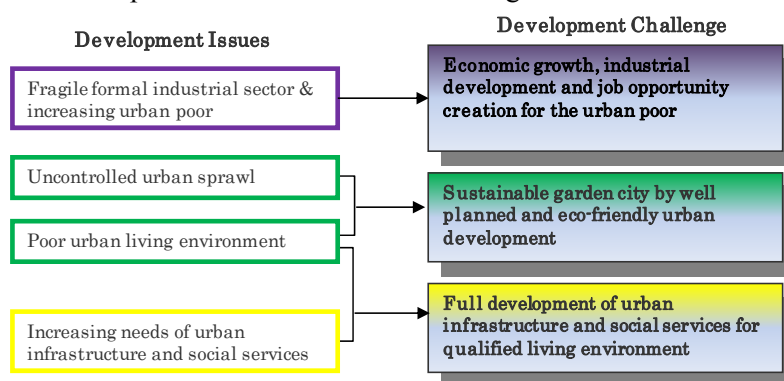 Development Issues
Development Challenge
Fragile formal industrial sector &
increasing urban poor
Economic growth, industrial
development and job opportunity
creation for the urban poor
Uncontrolled urban sprawl
Poor urban living environment
Sustainable garden city by well
planned and eco-friendly urban
development
Increasing needs of urban
infrastructure and social services
Full development of urban
infrastructure and social services for
qualified living environment